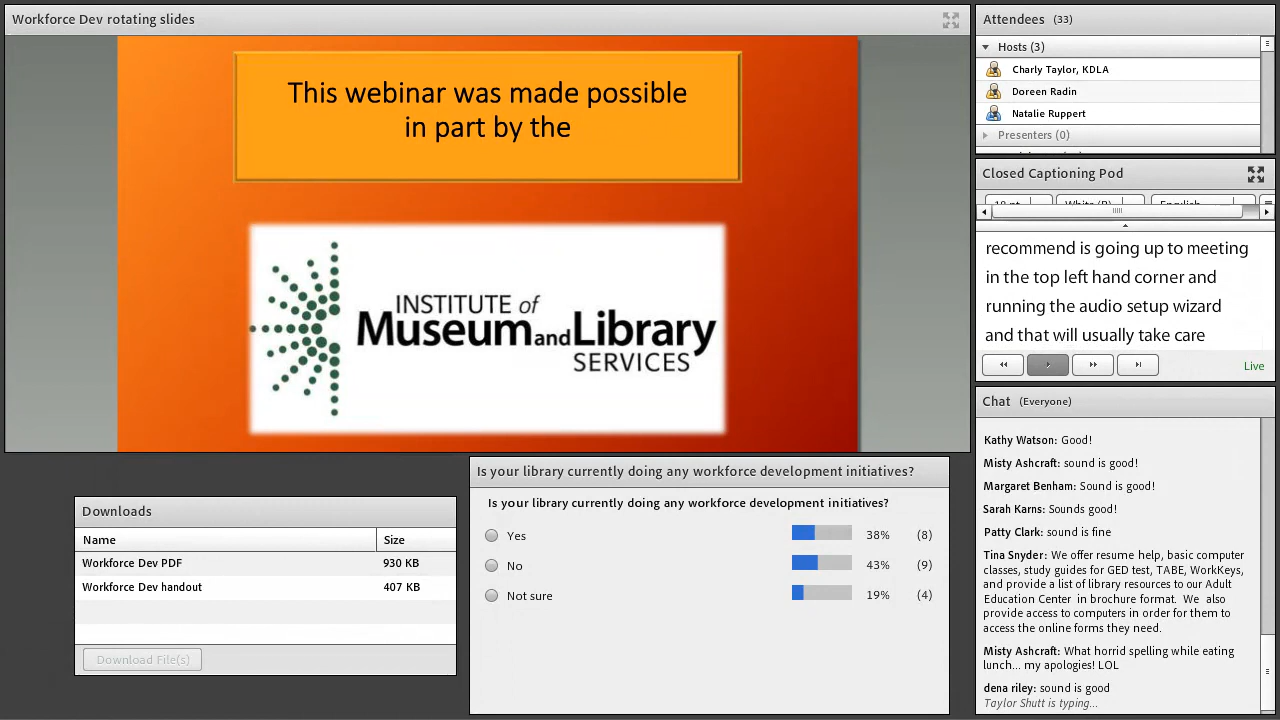 Workforce Dev rotating slides
This webinar was made possible
in part by the
INSTITUTE of
Museum and Library
SERVICES
Attendees (33)
Hosts (3)
Charly Taylor, KDLA
Doreen Radin
Natalie Ruppert
Presenters (0)
Closed Captioning Pod
recommend is going up to meeting
in the top left hand corner and
running the audio setup wizard
and that will usually take care
Live
Downloads
Name Size
Workforce Dev PDF 930 KB
Workforce Dev handout 407 KB
Download File(s)
Is your library currently doing any workforce development initiatives?
Is your library currently doing any workforce development initiatives?
Yes 38% (8)
No 43% (9)
Not sure 19% (4)
Chat (Everyone)
Kathy Watson: Good!
Misty Ashcraft: sound is good!
Margaret Benham: Sound is good!
Sarah Karns: Sounds good!
Patty Clark: sound is fine
Tina Snyder: We offer resume help, basic computer
classes, study guides for GED test, TABE, WorkKeys,
and provide a list of library resources to our Adult
Education Center in brochure format. We also
provide access to computers in order for them to
access the online forms they need.
Misty Ashcraft: What horrid spelling while eating
lunch... my apologies! LOL
dena riley: sound is good
Taylor Shutt is typing...